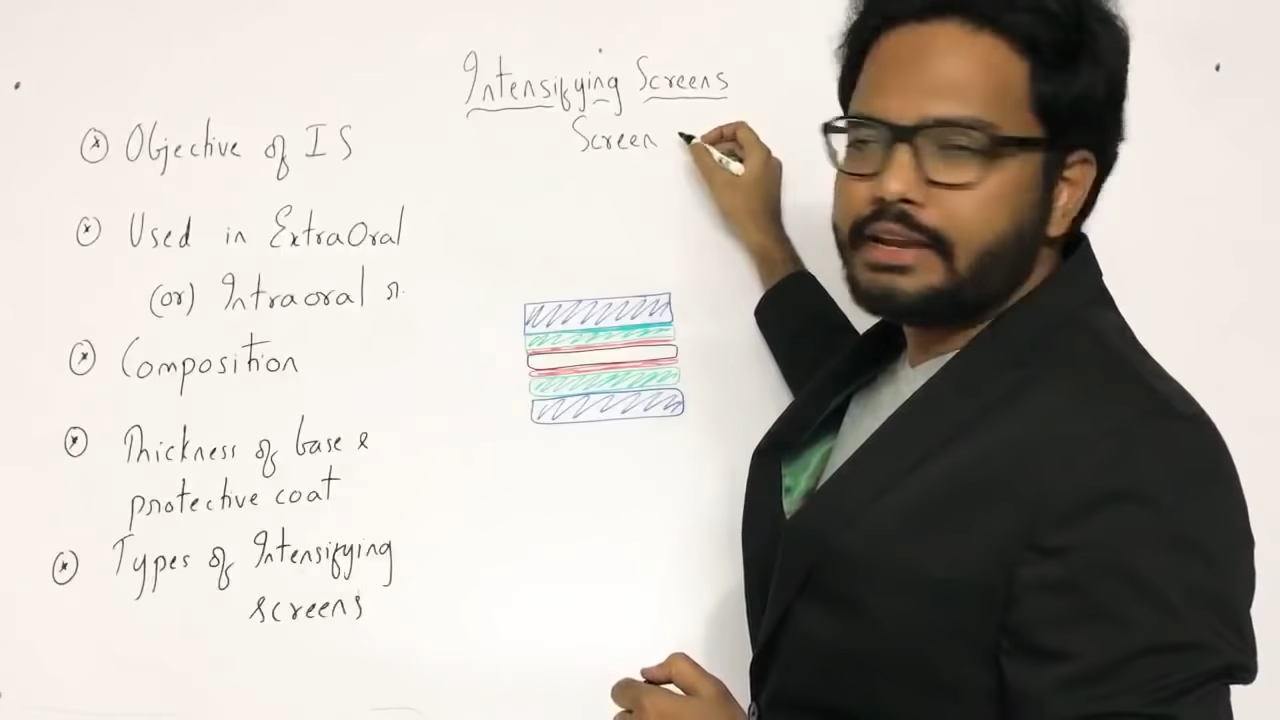 Intensifying Screens
Screen
Objective of IS
Used in ExtraOral
(or) Intraoral
Composition
Thickness of base &
protective coat
Types of Intensifying
screens